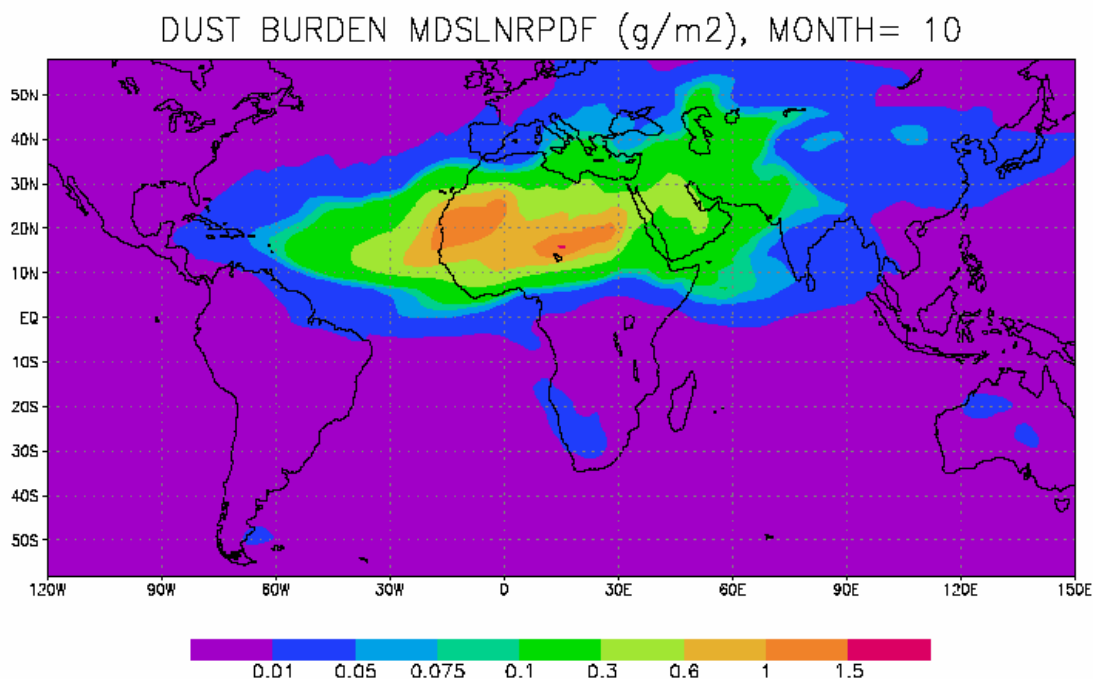 DUST BURDEN MDSLNRPDF (g/m2), MONTH= 10
50N
40N
30N
20N
10N
EQ
10S
20S
30S
40S
50S
120W 90W 60W 30W 0 30E 60E 90E 120E 150E
0.01 0.05 0.075 0.1 0.3 0.6 1 1.5